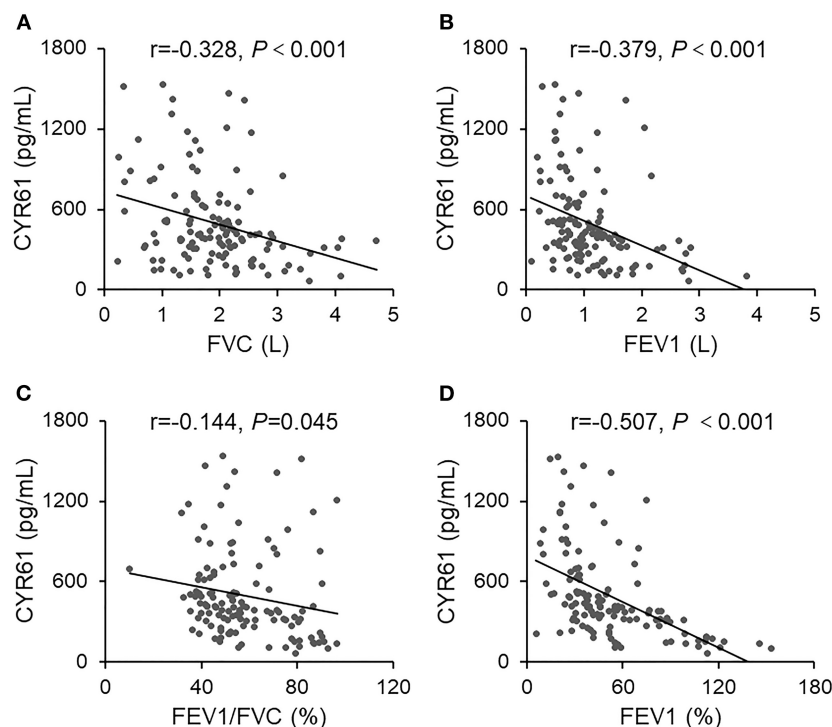 A
r=-0.328, P < 0.001
CYR61 (pg/mL)
1800
1200
600
0
0 1 2 3 4 5
FVC (L)
B
r=-0.379, P < 0.001
CYR61 (pg/mL)
1800
1200
600
0
0 1 2 3 4 5
FEV1 (L)
C
r=-0.144, P=0.045
CYR61 (pg/mL)
1800
1200
600
0
0 40 80 120
FEV1/FVC (%)
D
r=-0.507, P < 0.001
CYR61 (pg/mL)
1800
1200
600
0
0 60 120 180
FEV1 (%)